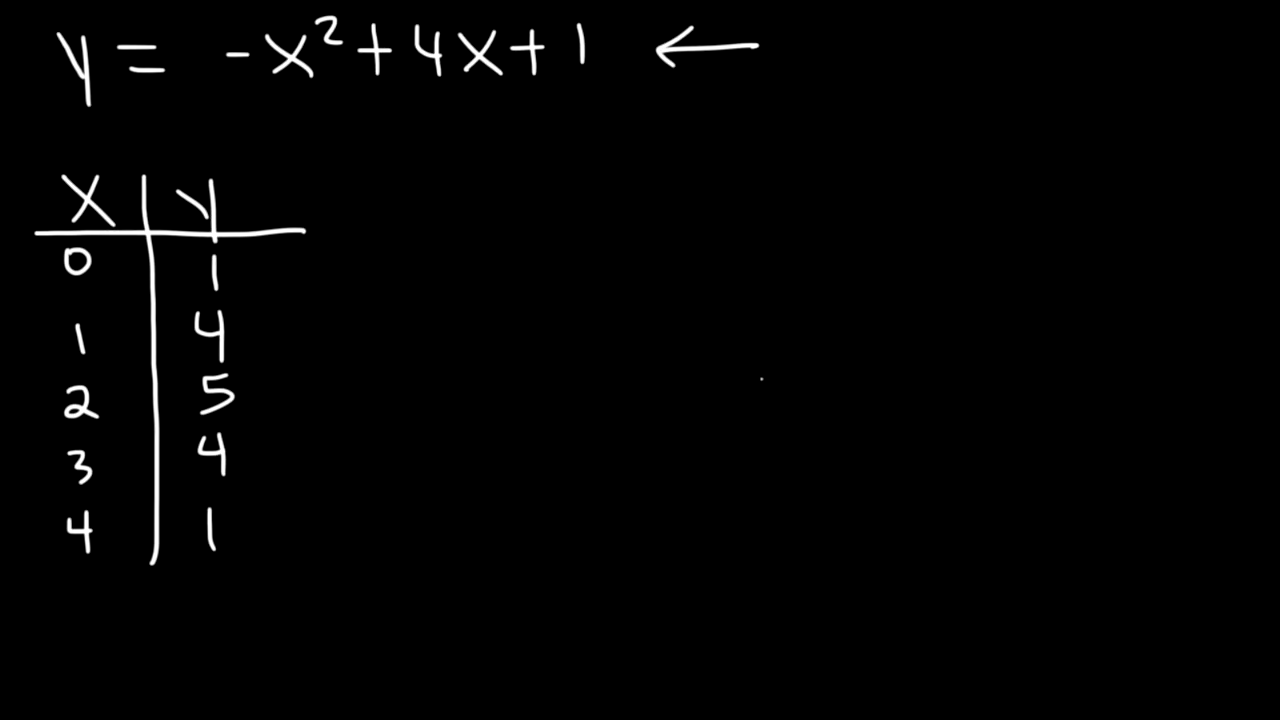 y = -x² + 4x + 1 ←
x | y
0 | 1
1 | 4
2 | 5
3 | 4
4 | 1